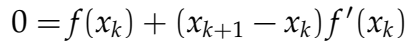 0 = f(x_k) + (x_{k+1} − x_k) f′(x_k)